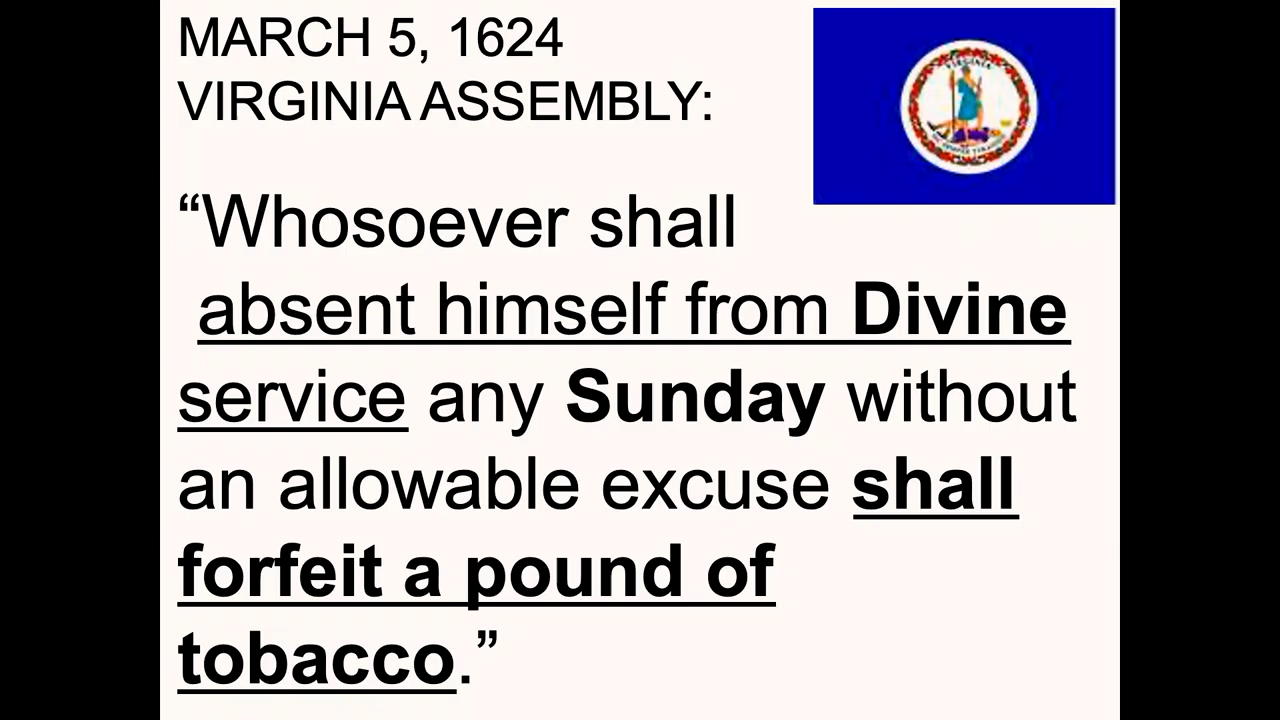 MARCH 5, 1624
VIRGINIA ASSEMBLY:
“Whosoever shall
absent himself from Divine
service any Sunday without
an allowable excuse shall
forfeit a pound of
tobacco.”
VIRGINIA